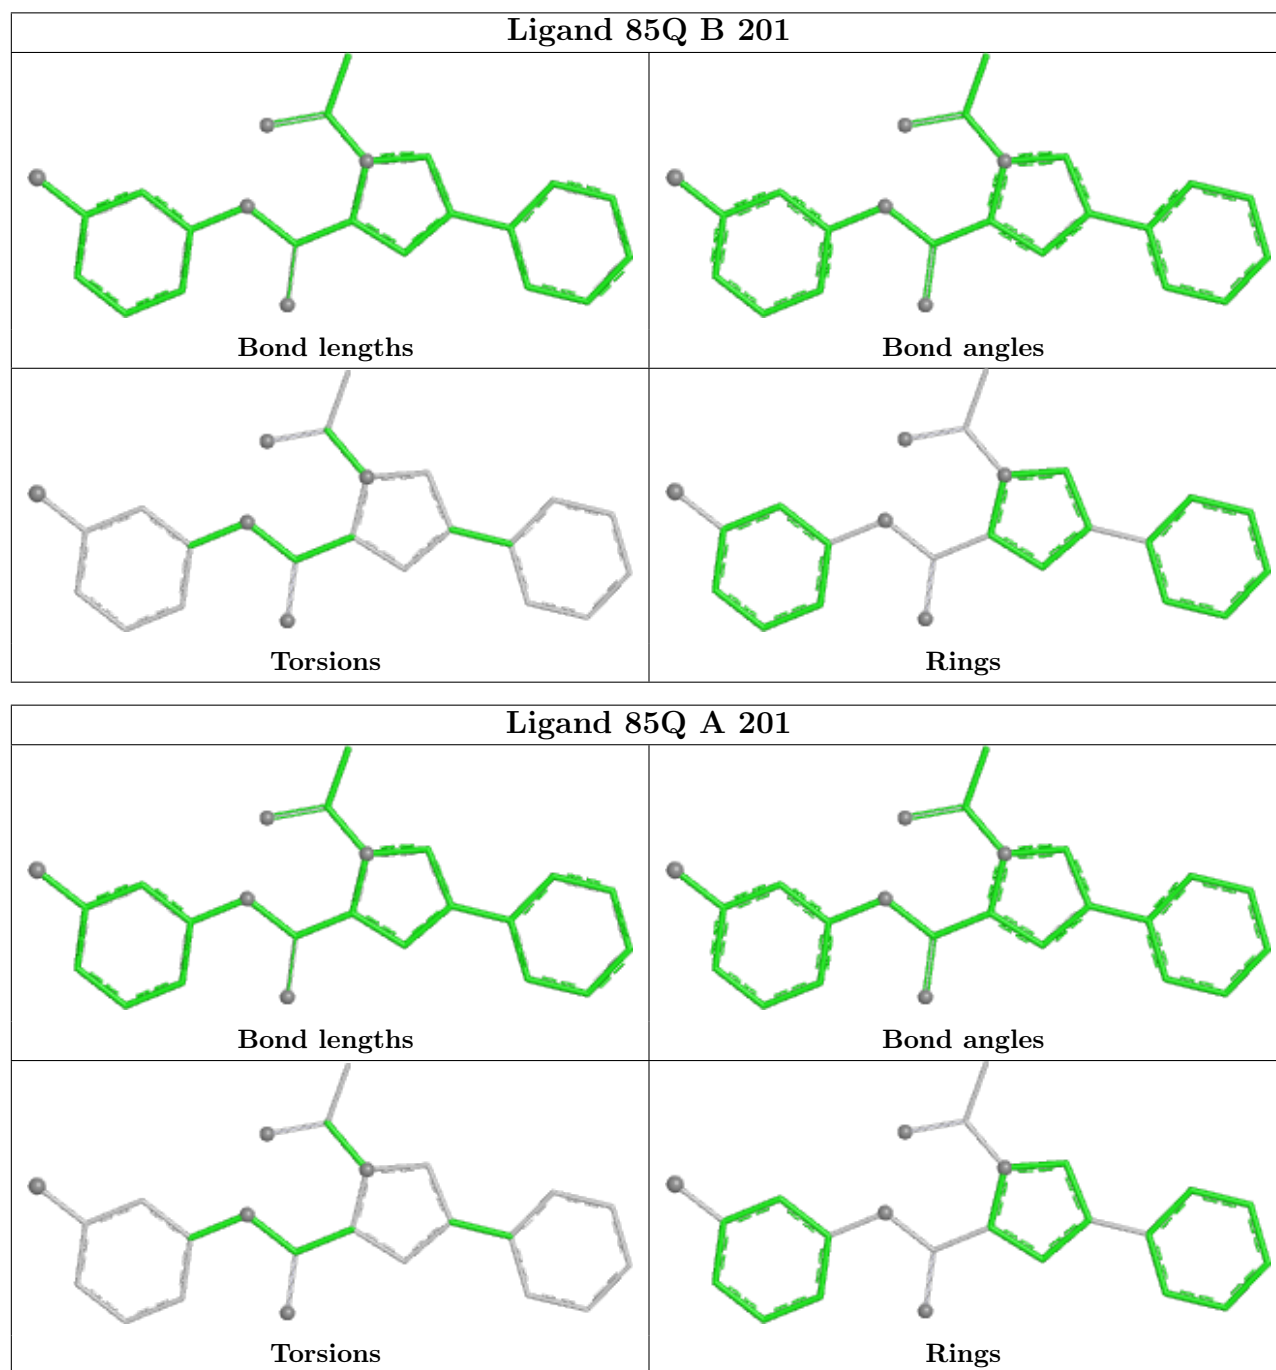 Ligand 85Q B 201
Bond lengths
Bond angles
Torsions
Rings
Ligand 85Q A 201
Bond lengths
Bond angles
Torsions
Rings